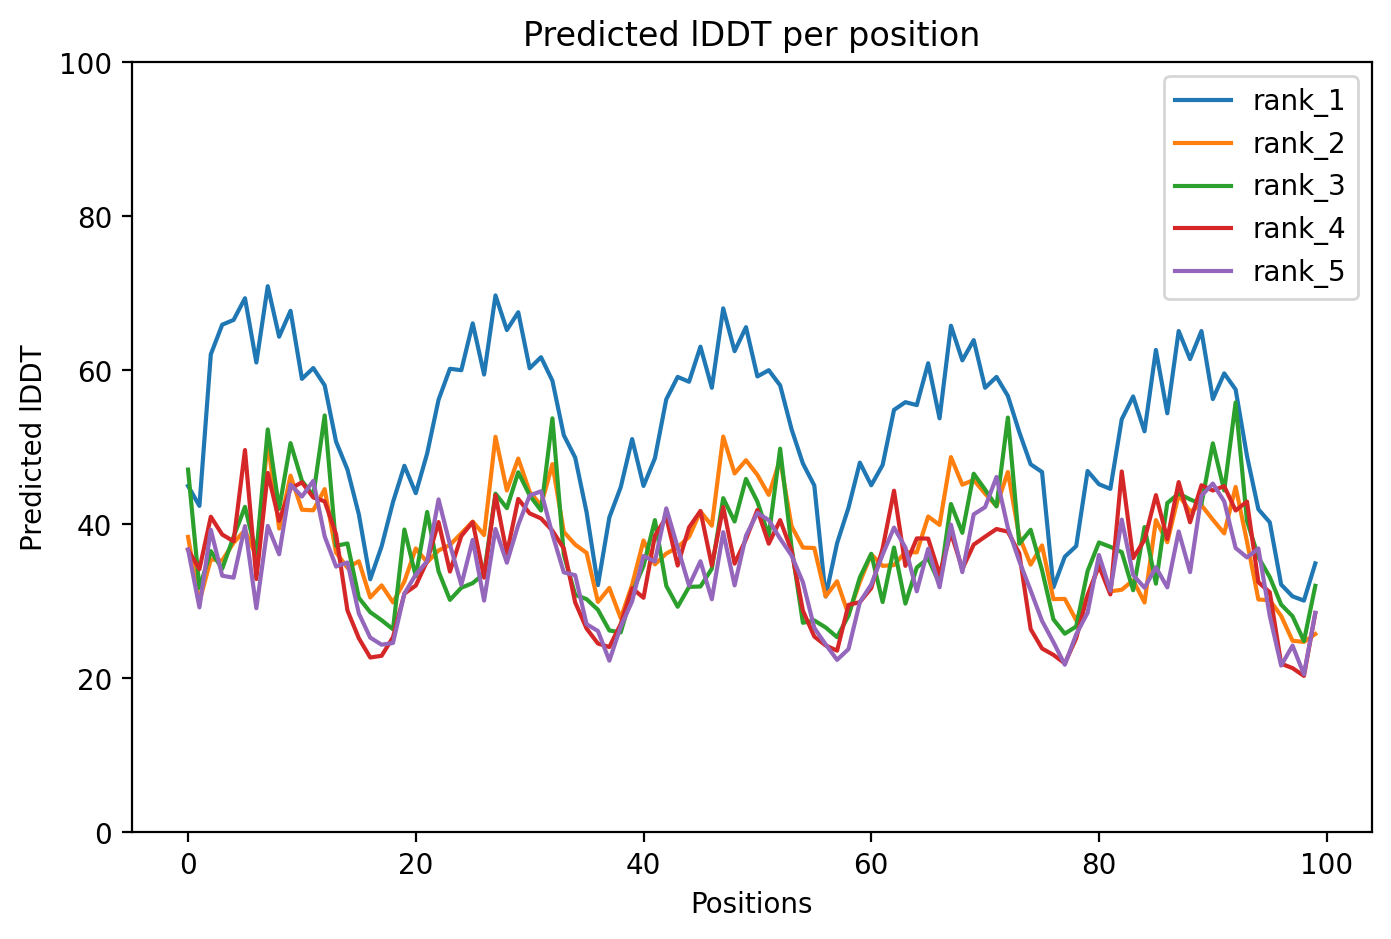 Predicted lDDT per position
100
80
60
40
20
0
Predicted lDDT
0 20 40 60 80 100
Positions
rank_1
rank_2
rank_3
rank_4
rank_5